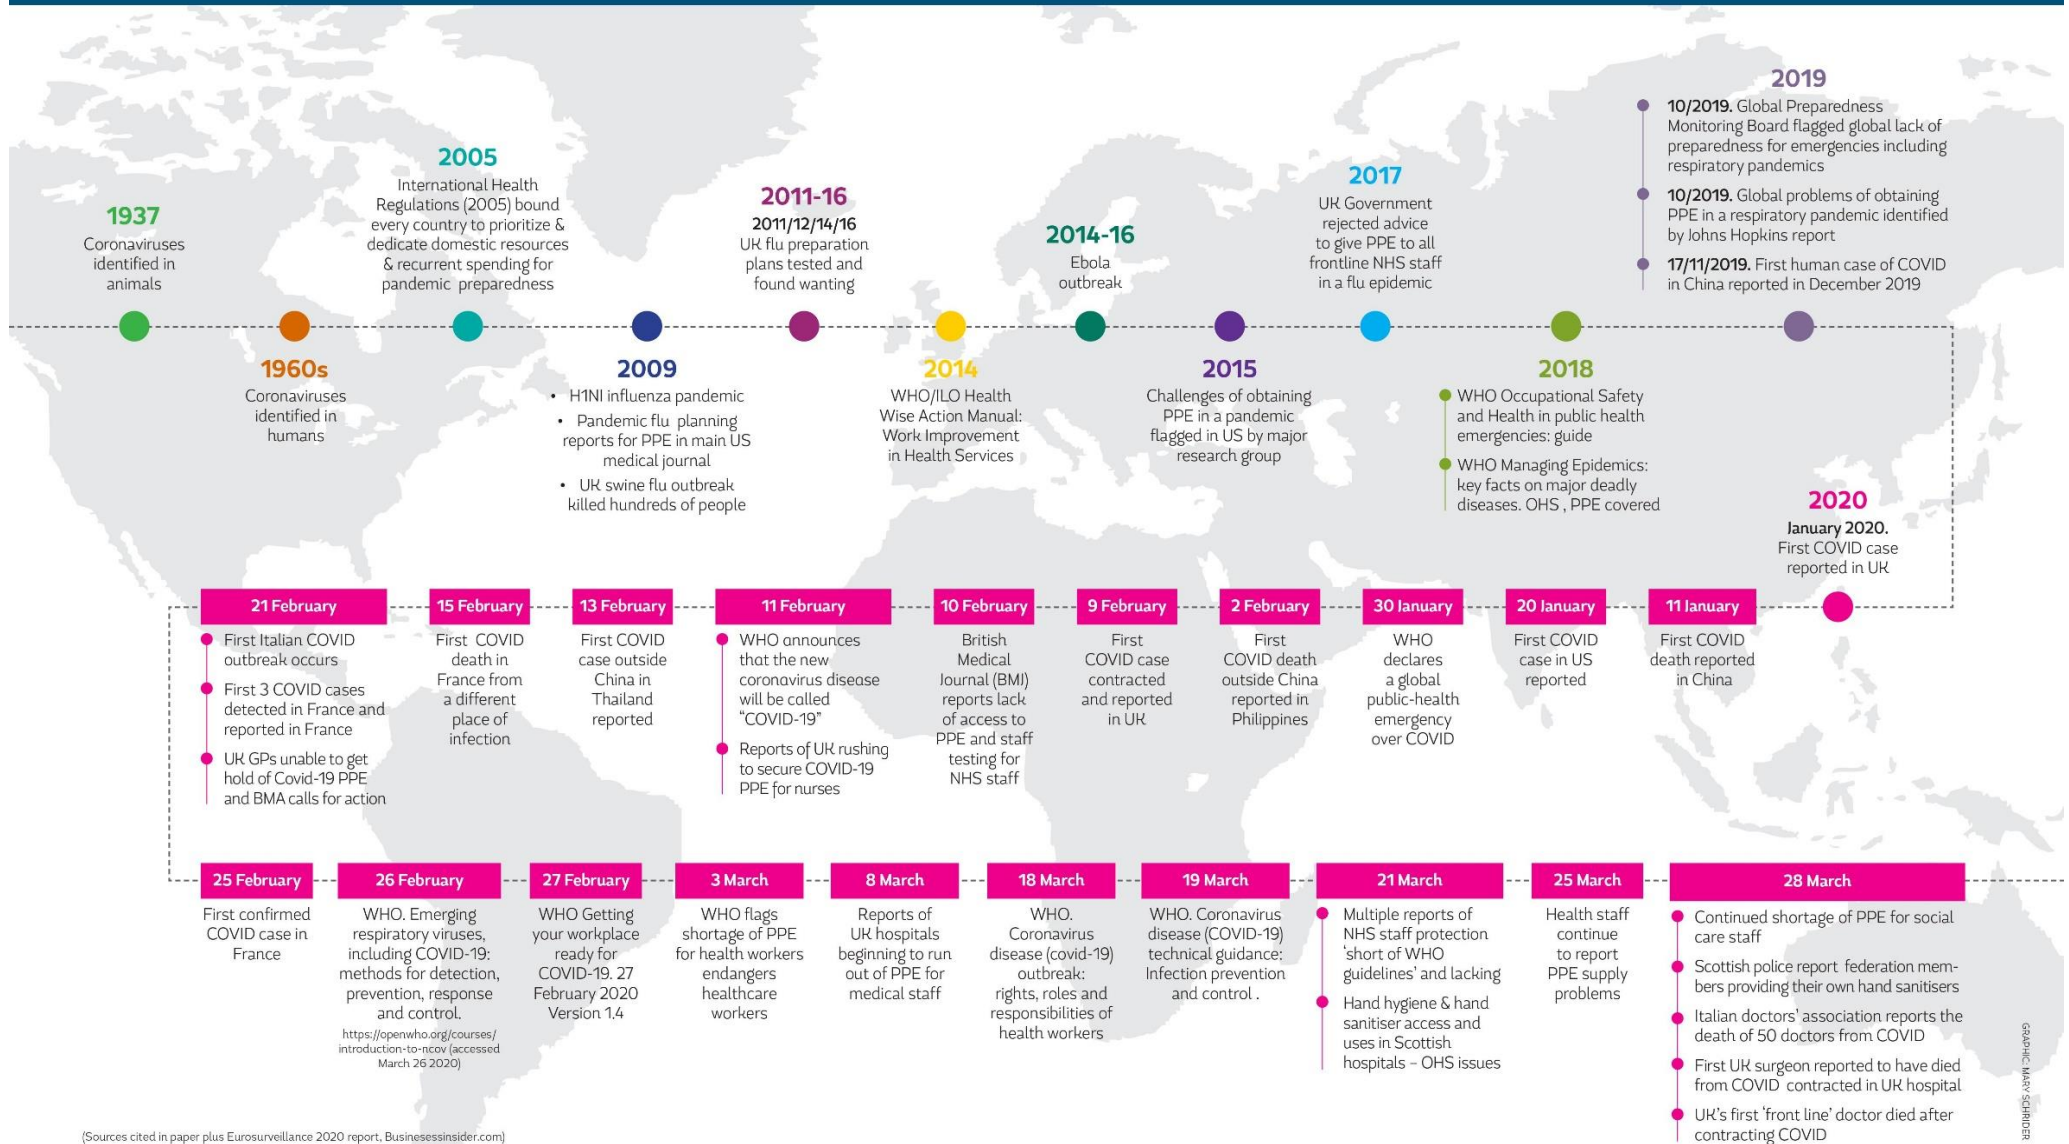 1937
Coronaviruses
identified in
animals
1960s
Coronaviruses
identified in
humans
2005
International Health
Regulations (2005) bound
every country to prioritize &
dedicate domestic resources
& recurrent spending for
pandemic preparedness
2009
• H1NI influenza pandemic
• Pandemic flu planning
reports for PPE in main US
medical journal
• UK swine flu outbreak
killed hundreds of people
2011-16
2011/12/14/16
UK flu preparation
plans tested and
found wanting
2014
WHO/ILO Health
Wise Action Manual:
Work Improvement
in Health Services
2014-16
Ebola
outbreak
2015
Challenges of obtaining
PPE in a pandemic
flagged in US by major
research group
2017
UK Government
rejected advice
to give PPE to all
frontline NHS staff
in a flu epidemic
2018
WHO Occupational Safety
and Health in public health
emergencies: guide
WHO Managing Epidemics:
key facts on major deadly
diseases. OHS , PPE covered
2019
10/2019. Global Preparedness
Monitoring Board flagged global lack of
preparedness for emergencies including
respiratory pandemics
10/2019. Global problems of obtaining
PPE in a respiratory pandemic identified
by Johns Hopkins report
17/11/2019. First human case of COVID
in China reported in December 2019
2020
January 2020.
First COVID case
reported in UK
11 January
First COVID
death reported
in China
20 January
First COVID
case in US
reported
30 January
WHO
declares
a global
public-health
emergency
over COVID
2 February
First
COVID death
outside China
reported in
Philippines
9 February
First
COVID case
contracted
and reported
in UK
10 February
British
Medical
Journal (BMJ)
reports lack
of access to
PPE and staff
testing for
NHS staff
11 February
WHO announces
that the new
coronavirus disease
will be called
“COVID-19”
Reports of UK rushing
to secure COVID-19
PPE for nurses
13 February
First COVID
case outside
China in
Thailand
reported
15 February
First COVID
death in
France from
a different
place of
infection
21 February
First Italian COVID
outbreak occurs
First 3 COVID cases
detected in France and
reported in France
UK GPs unable to get
hold of Covid-19 PPE
and BMA calls for action
25 February
First confirmed
COVID case in
France
26 February
WHO. Emerging
respiratory viruses,
including COVID-19:
methods for detection,
prevention, response
and control.
https://openwho.org/courses/
introduction-to-ncov (accessed
March 26 2020)
27 February
WHO Getting
your workplace
ready for
COVID-19. 27
February 2020
Version 1.4
3 March
WHO flags
shortage of PPE
for health workers
endangers
healthcare
workers
8 March
Reports of
UK hospitals
beginning to run
out of PPE for
medical staff
18 March
WHO.
Coronavirus
disease (covid-19)
outbreak:
rights, roles and
responsibilities of
health workers
19 March
WHO. Coronavirus
disease (COVID-19)
technical guidance:
Infection prevention
and control .
21 March
Multiple reports of
NHS staff protection
‘short of WHO
guidelines’ and lacking
Hand hygiene & hand
sanitiser access and
uses in Scottish
hospitals – OHS issues
25 March
Health staff
continue
to report
PPE supply
problems
28 March
Continued shortage of PPE for social
care staff
Scottish police report federation mem-
bers providing their own hand sanitisers
Italian doctors’ association reports the
death of 50 doctors from COVID
First UK surgeon reported to have died
from COVID contracted in UK hospital
UK’s first ‘front line’ doctor died after
contracting COVID
GRAPHIC: MARY SCHRIDER
(Sources cited in paper plus Eurosurveillance 2020 report, Businesessinsider.com)